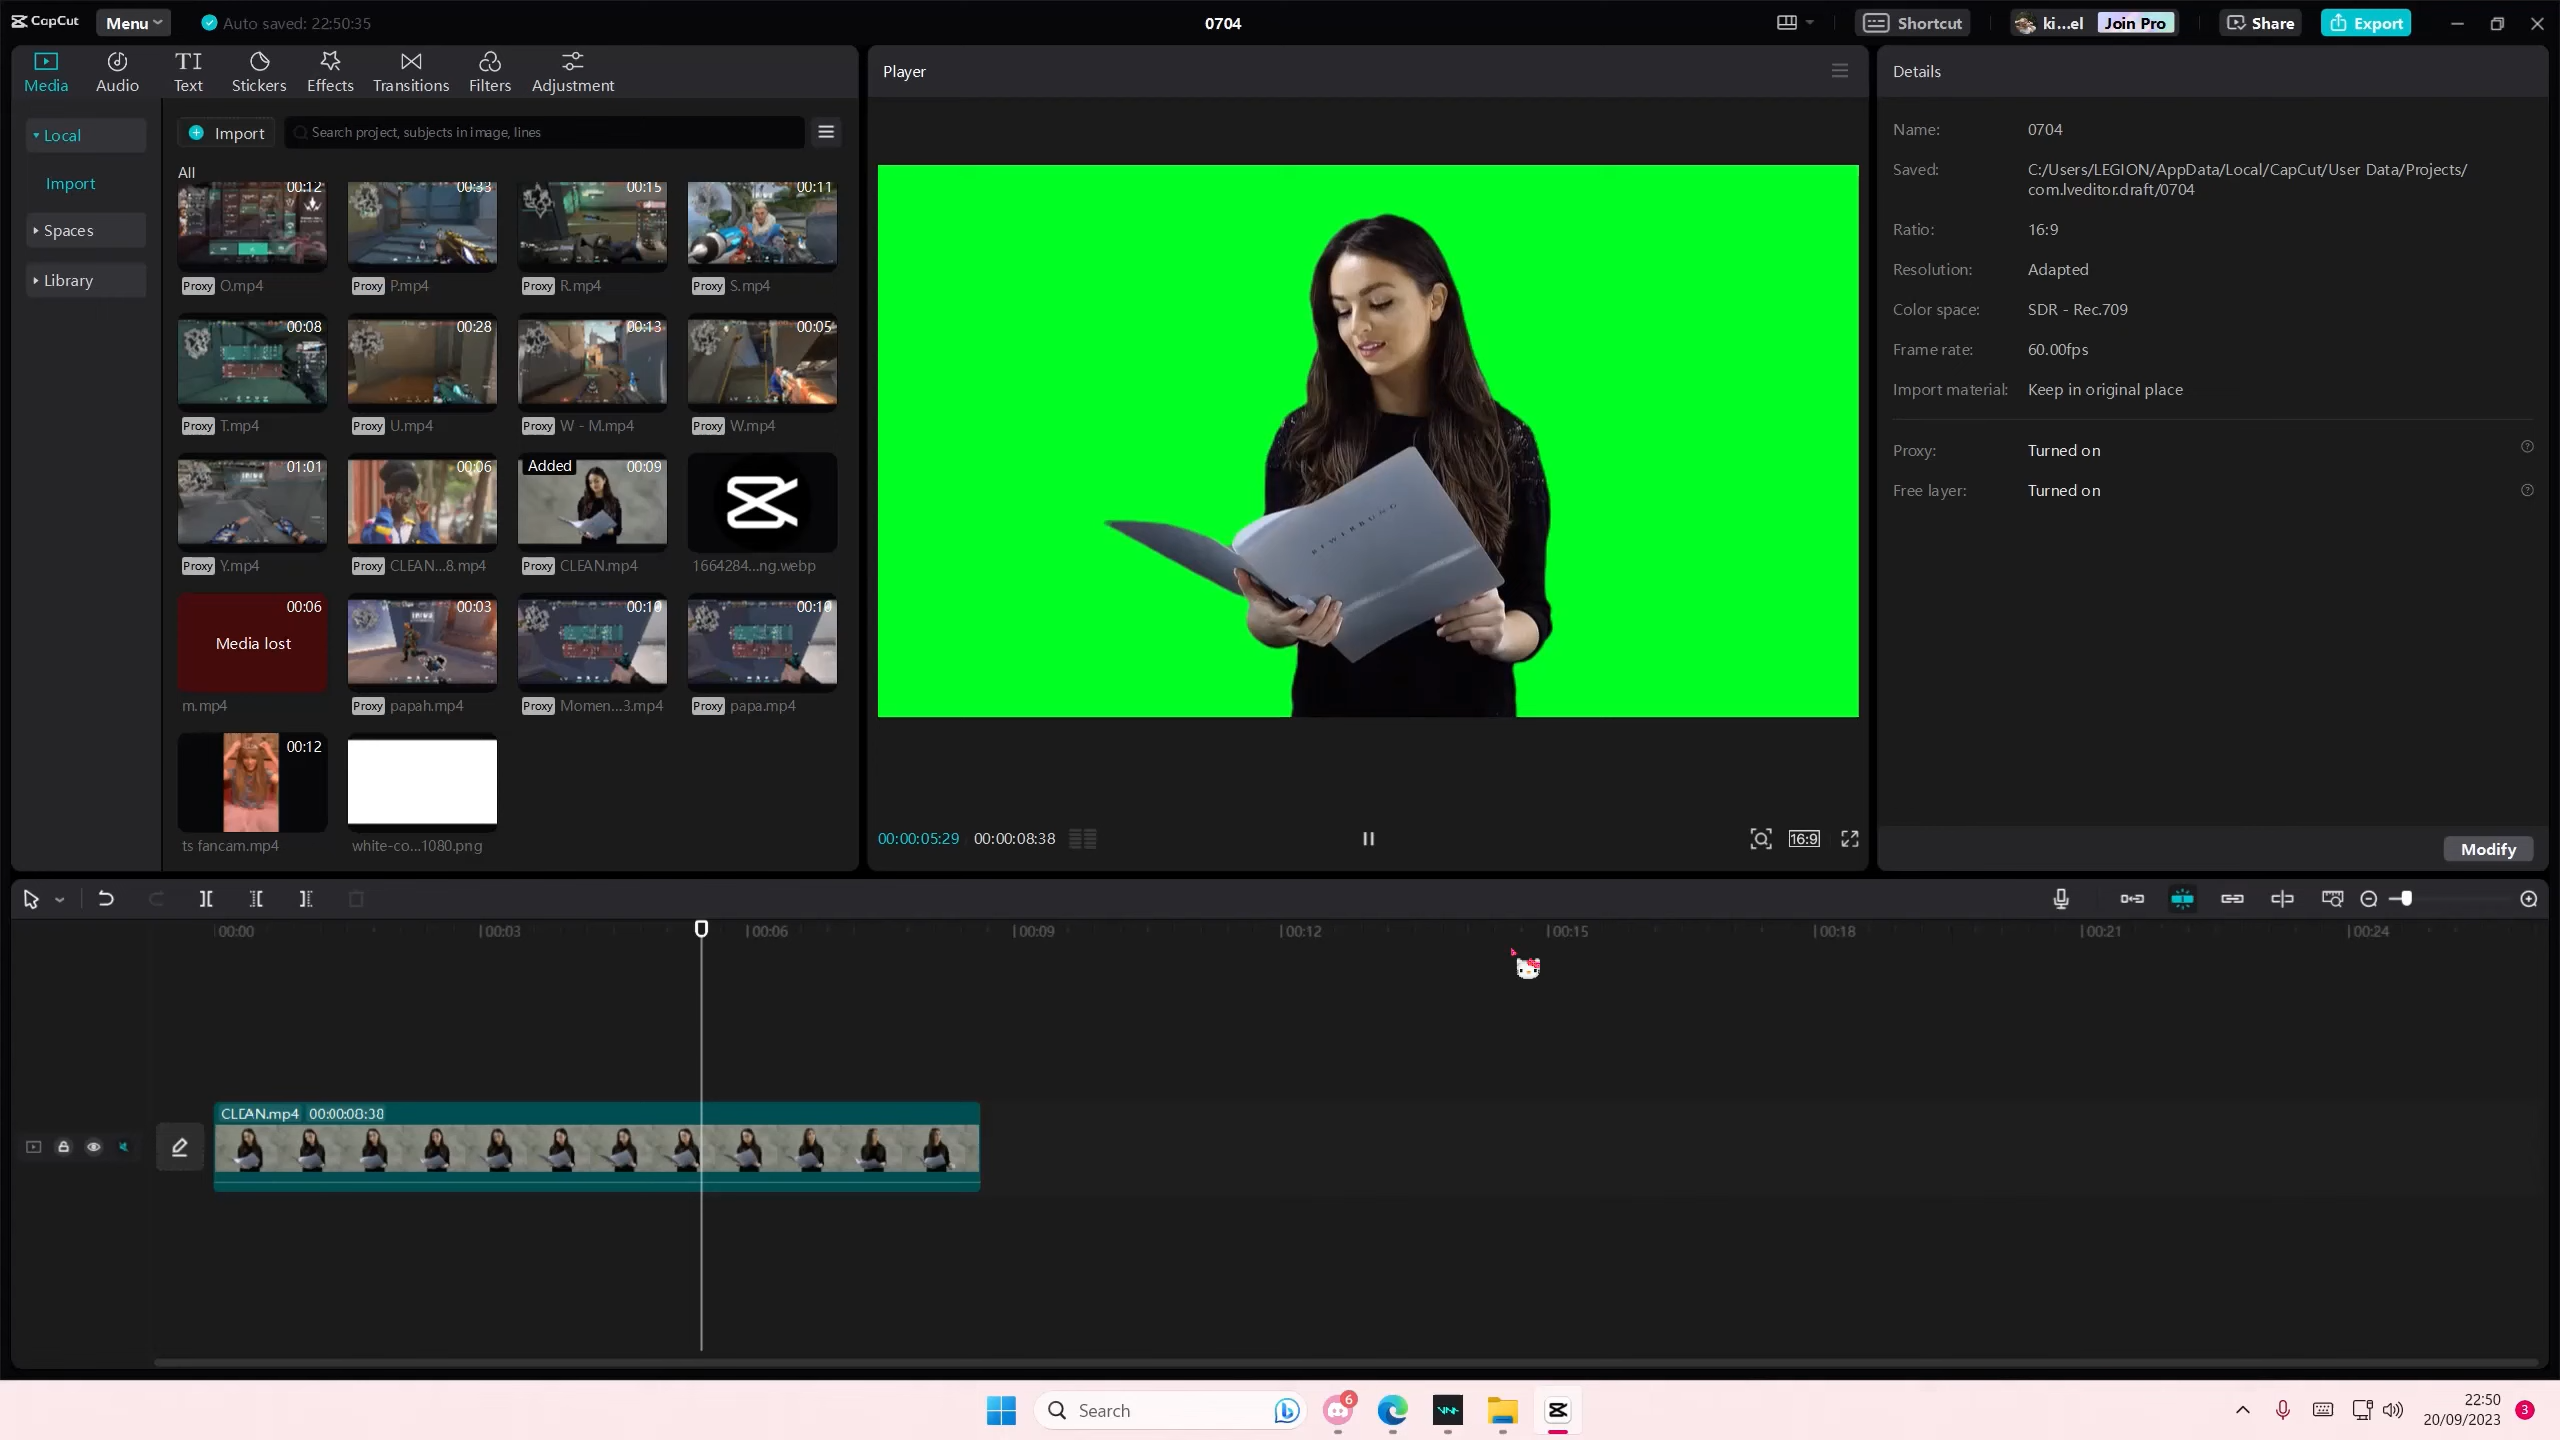 CapCut
Menu
Auto saved: 22:50:35
0704
Shortcut
ki...el
Join Pro
Share
Export
Media
Audio
Text
Stickers
Effects
Transitions
Filters
Adjustment
Local
Import
Spaces
Library
Import
Search project, subjects in image, lines
All
00:12
00:33
00:15
00:11
Proxy O.mp4
Proxy P.mp4
Proxy R.mp4
Proxy S.mp4
00:08
00:28
00:13
00:05
Proxy T.mp4
Proxy U.mp4
Proxy W - M.mp4
Proxy W.mp4
01:01
00:06
Added 00:09
Proxy Y.mp4
Proxy CLEAN...8.mp4
Proxy CLEAN.mp4
1664284...ng.webp
00:06
Media lost
00:03
00:10
00:10
m.mp4
Proxy papah.mp4
Proxy Momen...3.mp4
Proxy papa.mp4
00:12
ts fancam.mp4
white-co...1080.png
Player
BEWERBUNG
00:00:05:29 00:00:08:38
16:9
Details
Name: 0704
Saved: C:/Users/LEGION/AppData/Local/CapCut/User Data/Projects/
com.lveditor.draft/0704
Ratio: 16:9
Resolution: Adapted
Color space: SDR - Rec.709
Frame rate: 60.00fps
Import material: Keep in original place
Proxy: Turned on
Free layer: Turned on
Modify
00:00
00:03
00:06
00:09
00:12
00:15
00:18
00:21
00:24
CLEAN.mp4 00:00:08:38
Search
6
22:50
20/09/2023
3